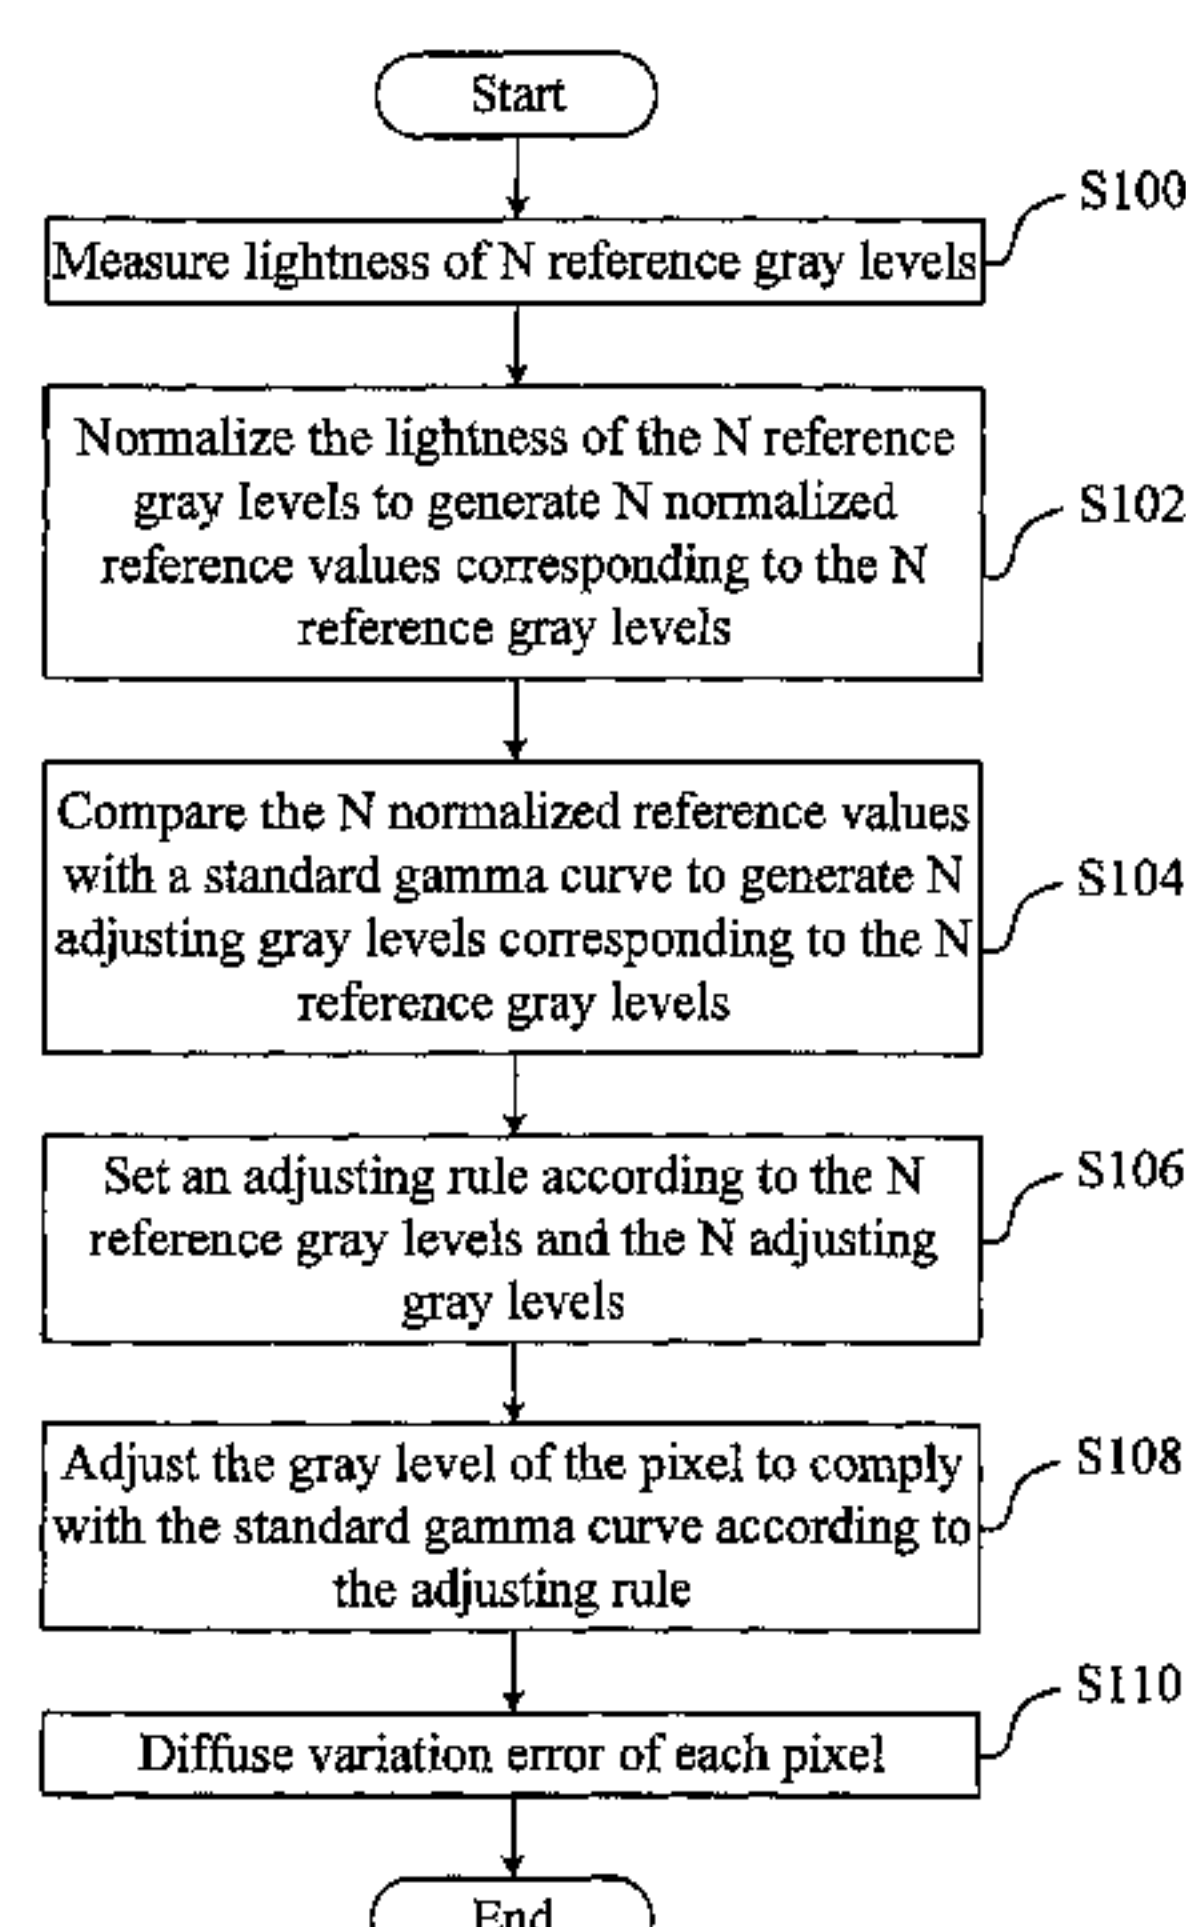 Start
S100
Measure lightness of N reference gray levels
Normalize the lightness of the N reference
gray levels to generate N normalized
reference values corresponding to the N
reference gray levels
S102
Compare the N normalized reference values
with a standard gamma curve to generate N
adjusting gray levels corresponding to the N
reference gray levels
S104
Set an adjusting rule according to the N
reference gray levels and the N adjusting
gray levels
S106
Adjust the gray level of the pixel to comply
with the standard gamma curve according to
the adjusting rule
S108
S110
Diffuse variation error of each pixel
End